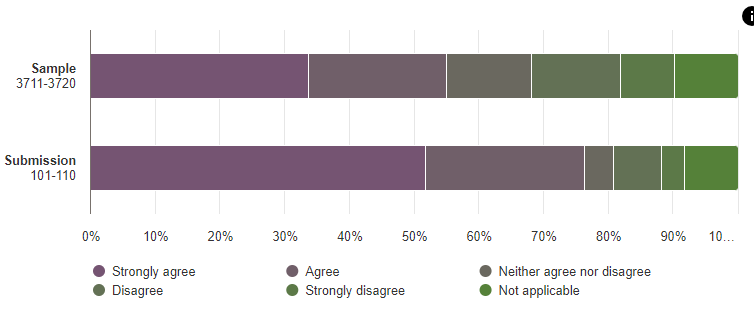 Sample
3711-3720
Submission
101-110
0% 10% 20% 30% 40% 50% 60% 70% 80% 90% 10...
Strongly agree Agree Neither agree nor disagree
Disagree Strongly disagree Not applicable